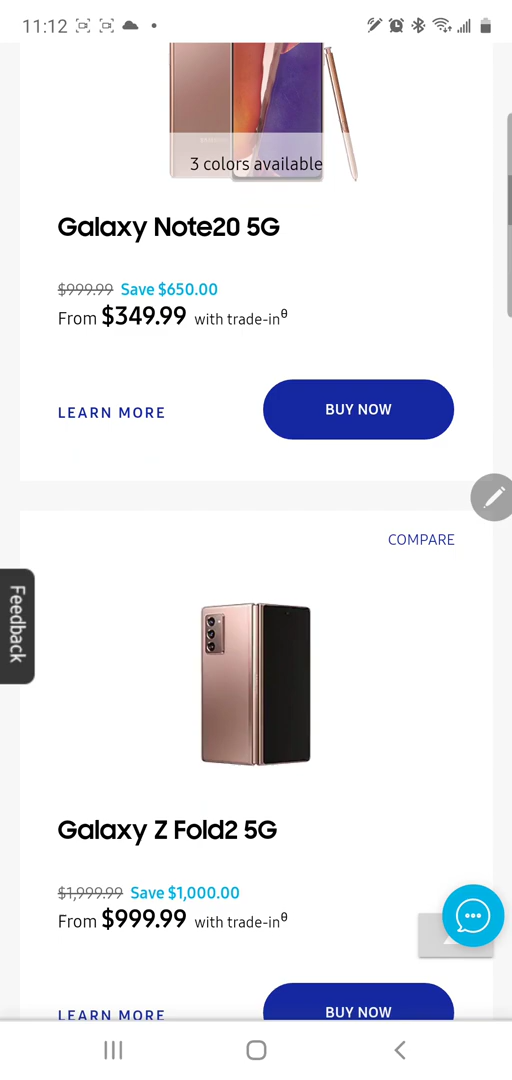 11:12
3 colors available
Galaxy Note20 5G
$999.99 Save $650.00
From $349.99 with trade-inθ
LEARN MORE
BUY NOW
COMPARE
Feedback
Galaxy Z Fold2 5G
$1,999.99 Save $1,000.00
From $999.99 with trade-inθ
LEARN MORE
BUY NOW